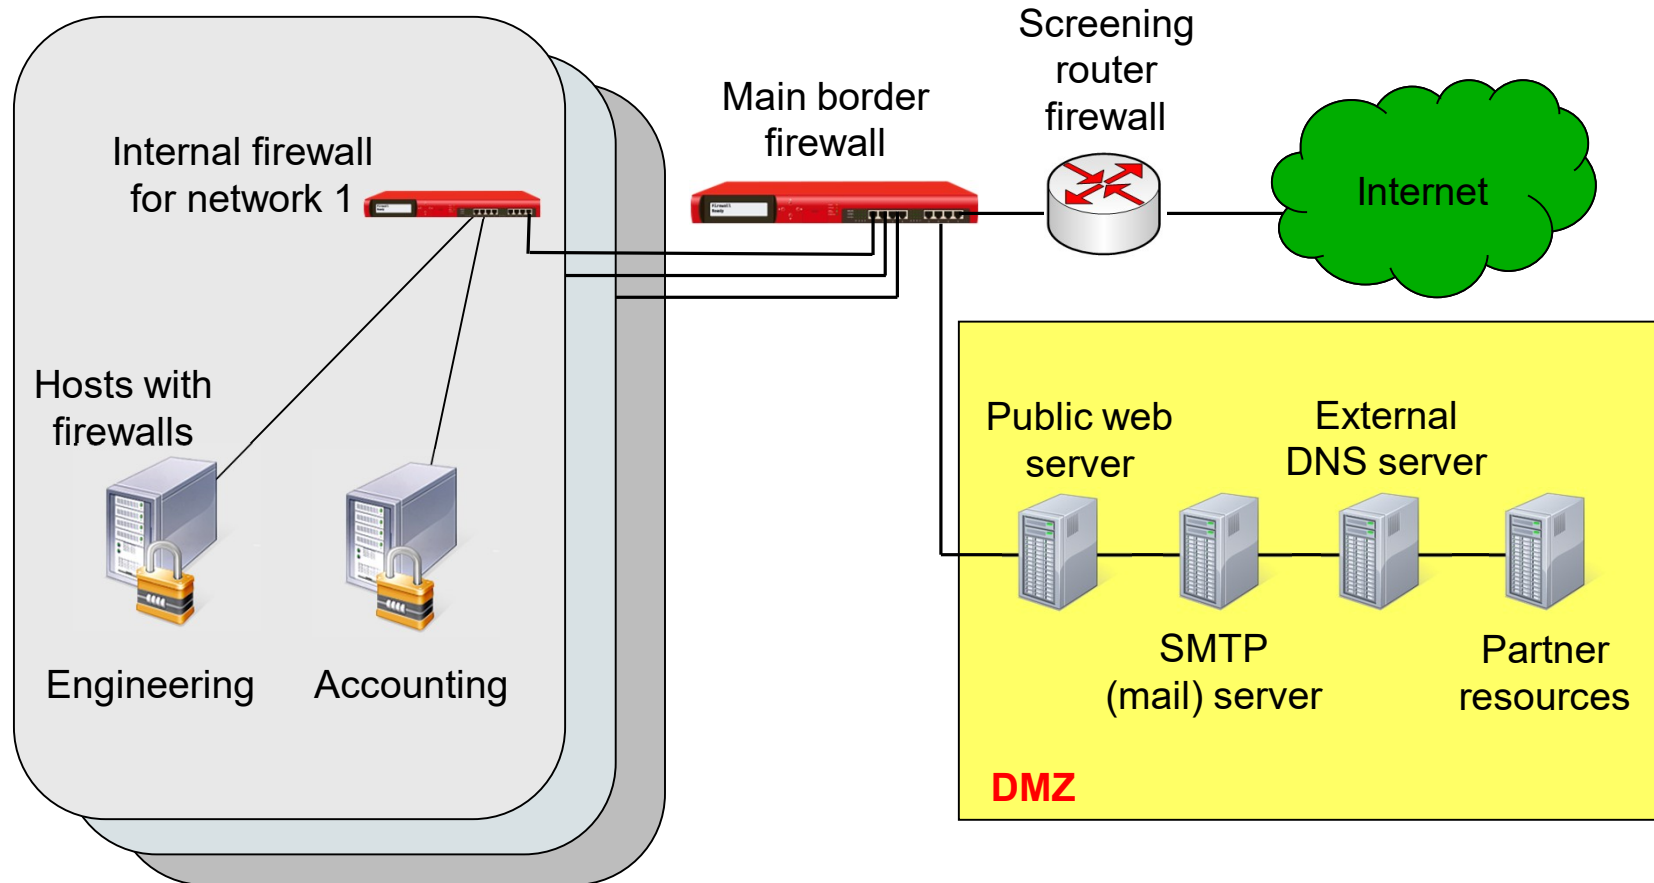 Screening
router
firewall
Main border
firewall
Internal firewall
for network 1
Internet
Hosts with
firewalls
Public web
server
External
DNS server
Engineering
Accounting
SMTP
(mail) server
Partner
resources
DMZ